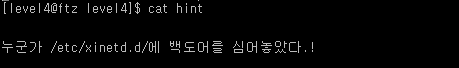 [level4@ftz level4]$ cat hint
누군가 /etc/xinetd.d/에 백도어를 심어놓았다.!